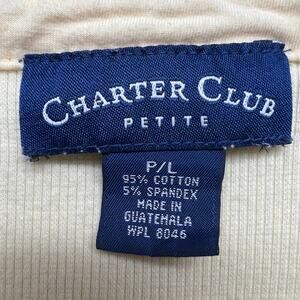 CHARTER CLUB
PETITE
P/L
95% COTTON
5% SPANDEX
MADE IN
GUATEMALA
WPL 8046